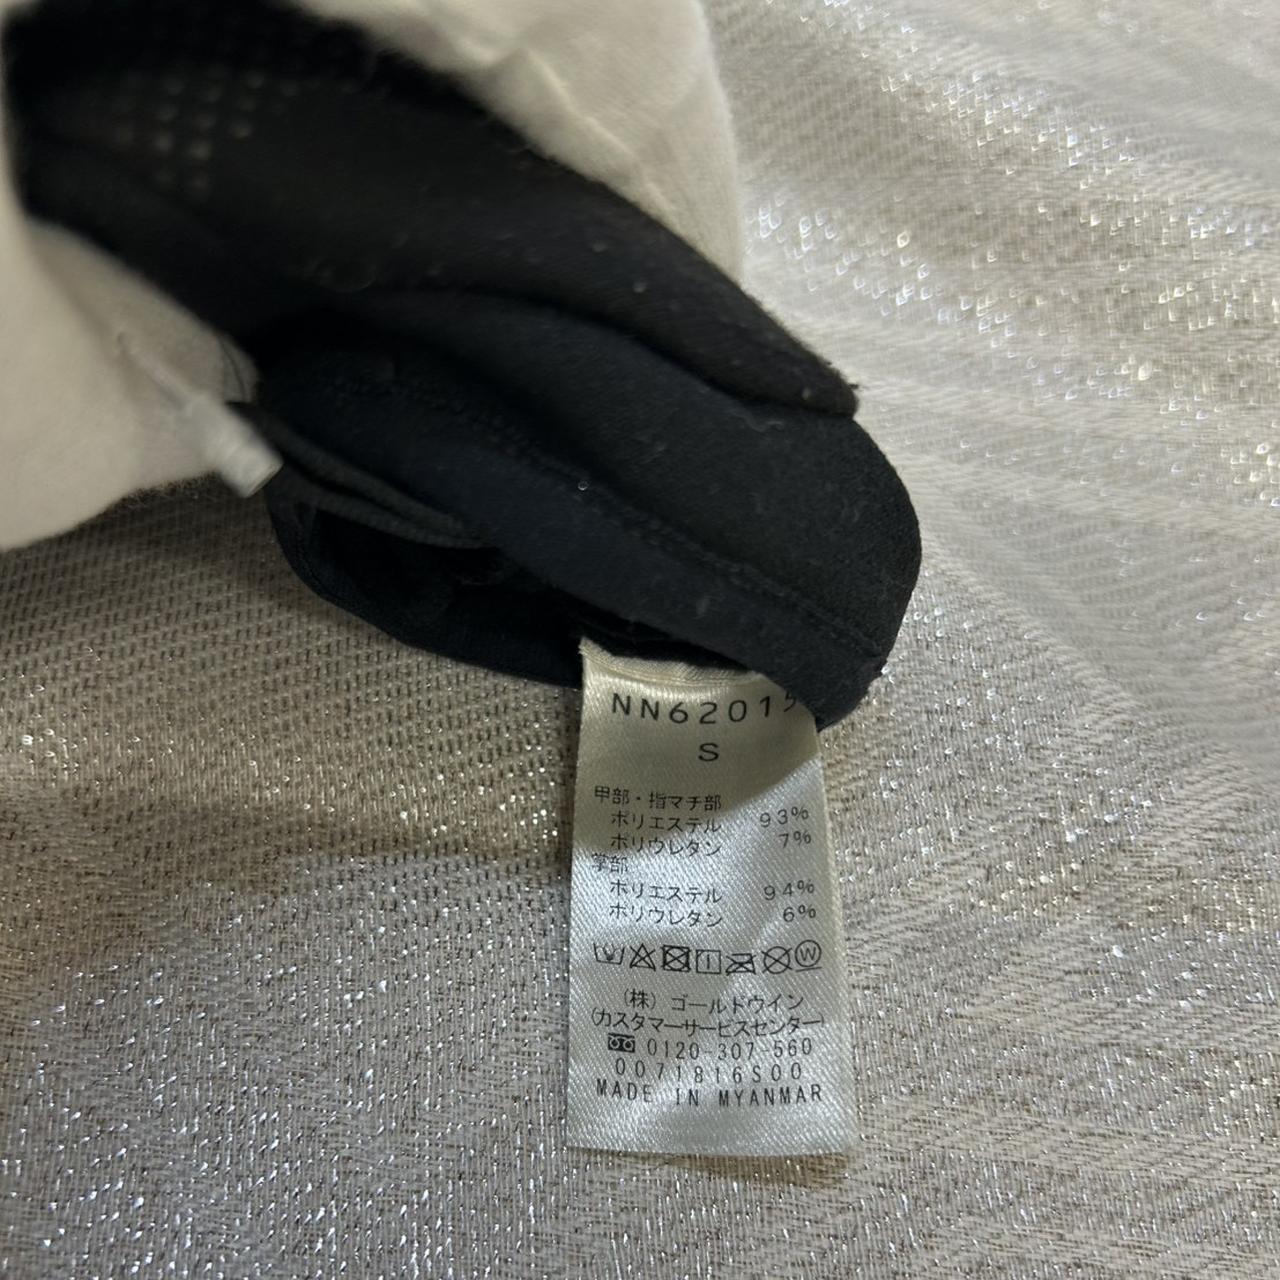 NN62015
S
甲部・指マチ部
ポリエステル 93%
ポリウレタン 7%
掌部
ポリエステル 94%
ポリウレタン 6%
W
(株) ゴールドウイン
(カスタマーサービスセンター
0120-307-560
0071816S00
MADE IN MYANMAR